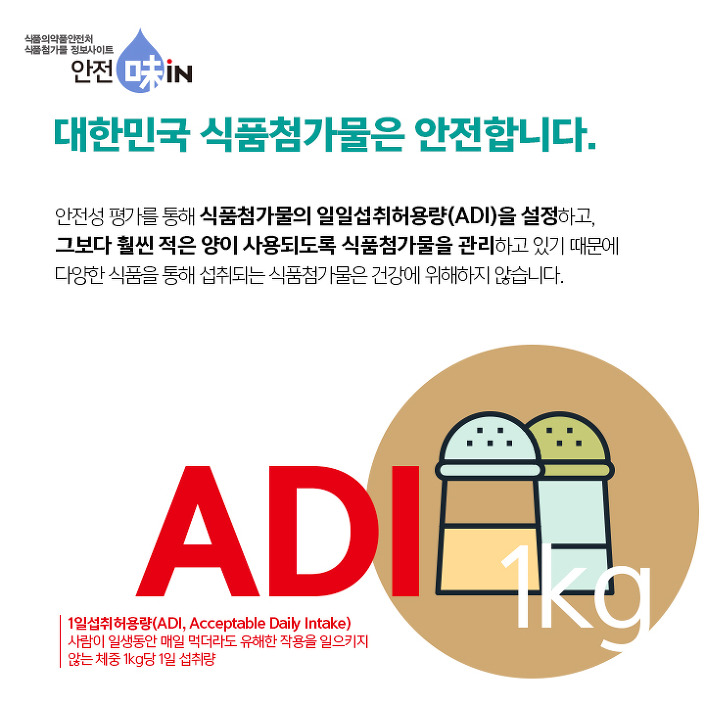 식품의약품안전처
식품첨가물 정보사이트
안전味iN
대한민국 식품첨가물은 안전합니다.
안전성 평가를 통해 식품첨가물의 일일섭취허용량(ADI)을 설정하고,
그보다 훨씬 적은 양이 사용되도록 식품첨가물을 관리하고 있기 때문에
다양한 식품을 통해 섭취되는 식품첨가물은 건강에 위해하지 않습니다.
ADI
1kg
1일섭취허용량(ADI, Acceptable Daily Intake)
사람이 일생동안 매일 먹더라도 유해한 작용을 일으키지
않는 체중 1kg당 1일 섭취량